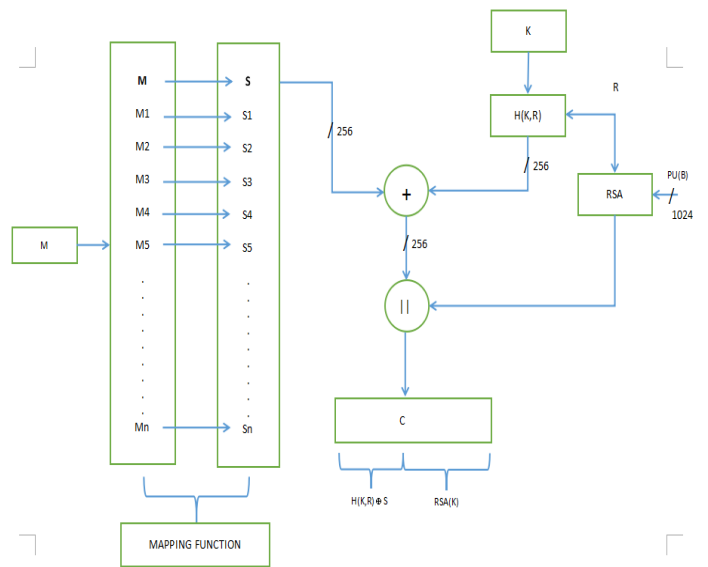 K
R
M S
M1 S1
H(K,R)
/ 256
M2 S2
/ 256
M3 S3
PU(B)
+
RSA
/
1024
M4 S4
M
M5 S5
/ 256
||
Mn Sn
C
H(K,R) ⊕ S RSA(K)
MAPPING FUNCTION